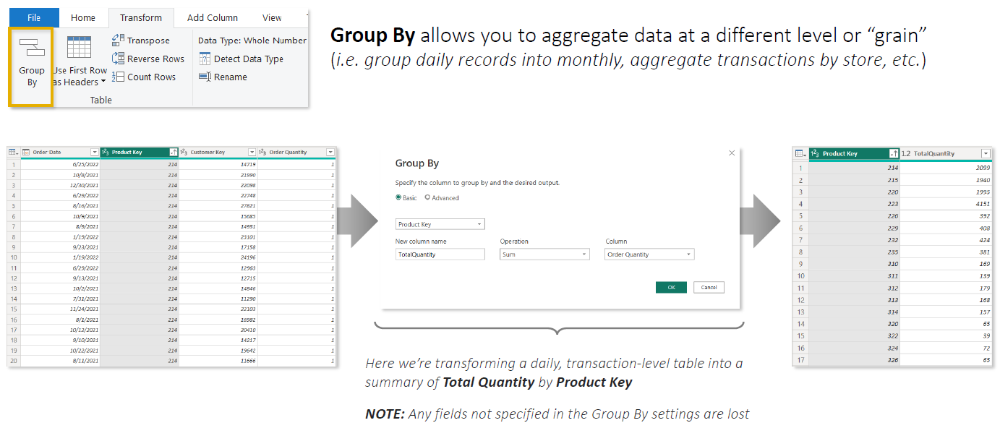 File Home Transform Add Column View
Group By
Use First Row as Headers
Transpose
Reverse Rows
Count Rows
Table
Data Type: Whole Number
Detect Data Type
Rename
Group By allows you to aggregate data at a different level or “grain”
(i.e. group daily records into monthly, aggregate transactions by store, etc.)
Order Date 1²3 Product Key 1²3 Customer Key 1²3 Order Quantity
1 6/25/2022 214 14719 1
2 10/8/2021 214 21990 1
3 12/30/2021 214 22098 1
4 6/29/2022 214 22748 1
5 8/16/2021 214 27821 1
6 10/9/2021 214 15685 1
7 8/9/2021 214 14951 1
8 1/19/2022 214 23101 1
9 9/23/2021 214 17158 1
10 1/19/2022 214 24196 1
11 6/29/2022 214 12963 1
12 9/13/2021 214 12715 1
13 10/2/2021 214 14846 1
14 7/31/2021 214 11290 1
15 11/24/2021 214 22103 1
16 8/1/2021 214 16982 1
17 10/12/2021 214 20410 1
18 9/10/2021 214 14217 1
19 10/22/2021 214 19642 1
20 8/11/2021 214 11666 1
Group By
Specify the column to group by and the desired output.
Basic Advanced
Product Key
New column name Operation Column
TotalQuantity Sum Order Quantity
OK Cancel
1²3 Product Key 1.2 TotalQuantity
1 214 2099
2 215 1940
3 220 1995
4 223 4151
5 226 392
6 229 408
7 232 424
8 235 381
9 310 169
10 311 139
11 312 179
12 313 168
13 314 157
14 320 65
15 322 39
16 324 72
17 326 65
Here we’re transforming a daily, transaction-level table into a
summary of Total Quantity by Product Key
NOTE: Any fields not specified in the Group By settings are lost